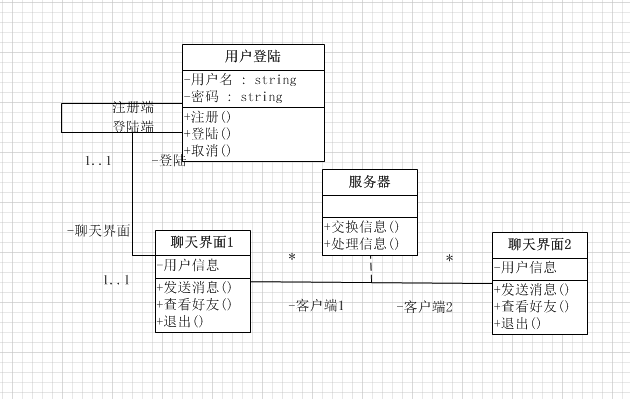 用户登陆
-用户名 : string
-密码 : string
+注册()
+登陆()
+取消()
注册端
登陆端
1..1
-登陆
服务器
+交换信息()
+处理信息()
-聊天界面
1..1
聊天界面1
-用户信息
+发送消息()
+查看好友()
+退出()
*
-客户端1
*
-客户端2
聊天界面2
-用户信息
+发送消息()
+查看好友()
+退出()